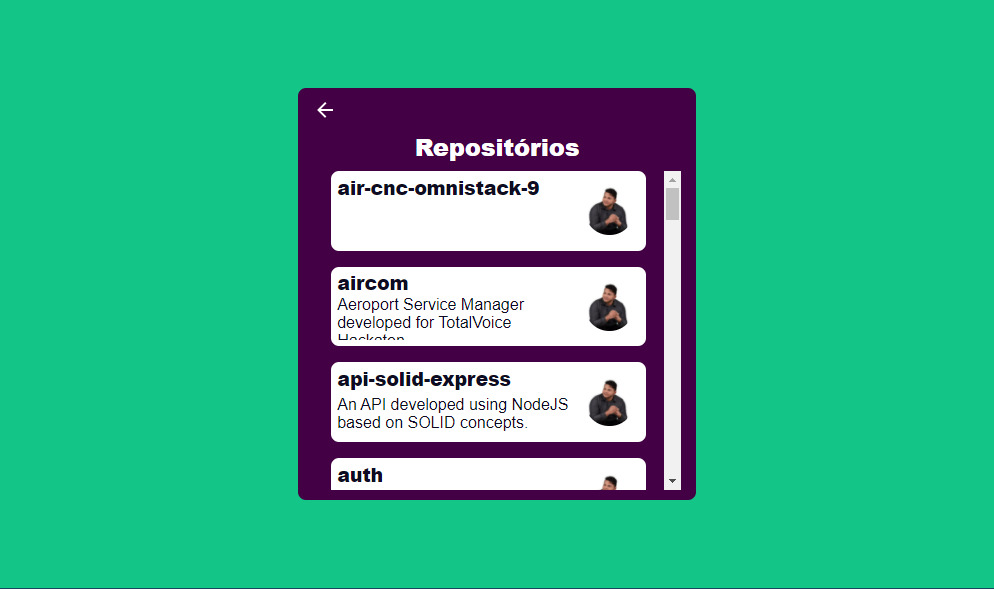 Repositórios
air-cnc-omnistack-9
aircom
Aeroport Service Manager
developed for TotalVoice
Hackaton
api-solid-express
An API developed using NodeJS
based on SOLID concepts.
auth